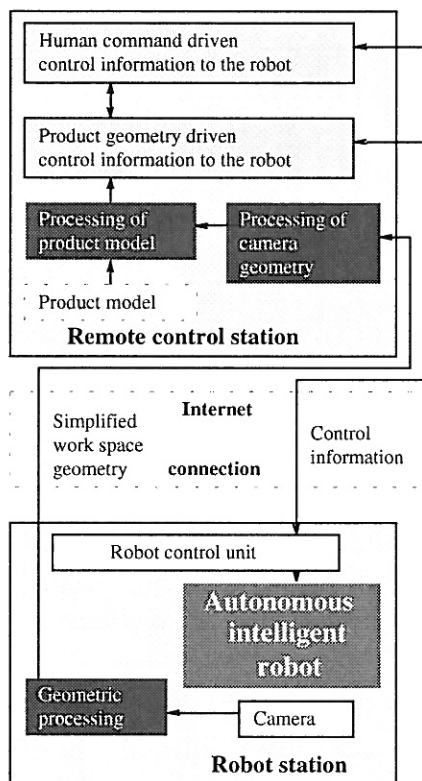 Human command driven
control information to the robot
Product geometry driven
control information to the robot
Processing of
product model
Processing of
camera
geometry
Product model
Remote control station
Simplified
work space
geometry
Internet
connection
Control
information
Robot control unit
Autonomous
intelligent
robot
Geometric
processing
Camera
Robot station